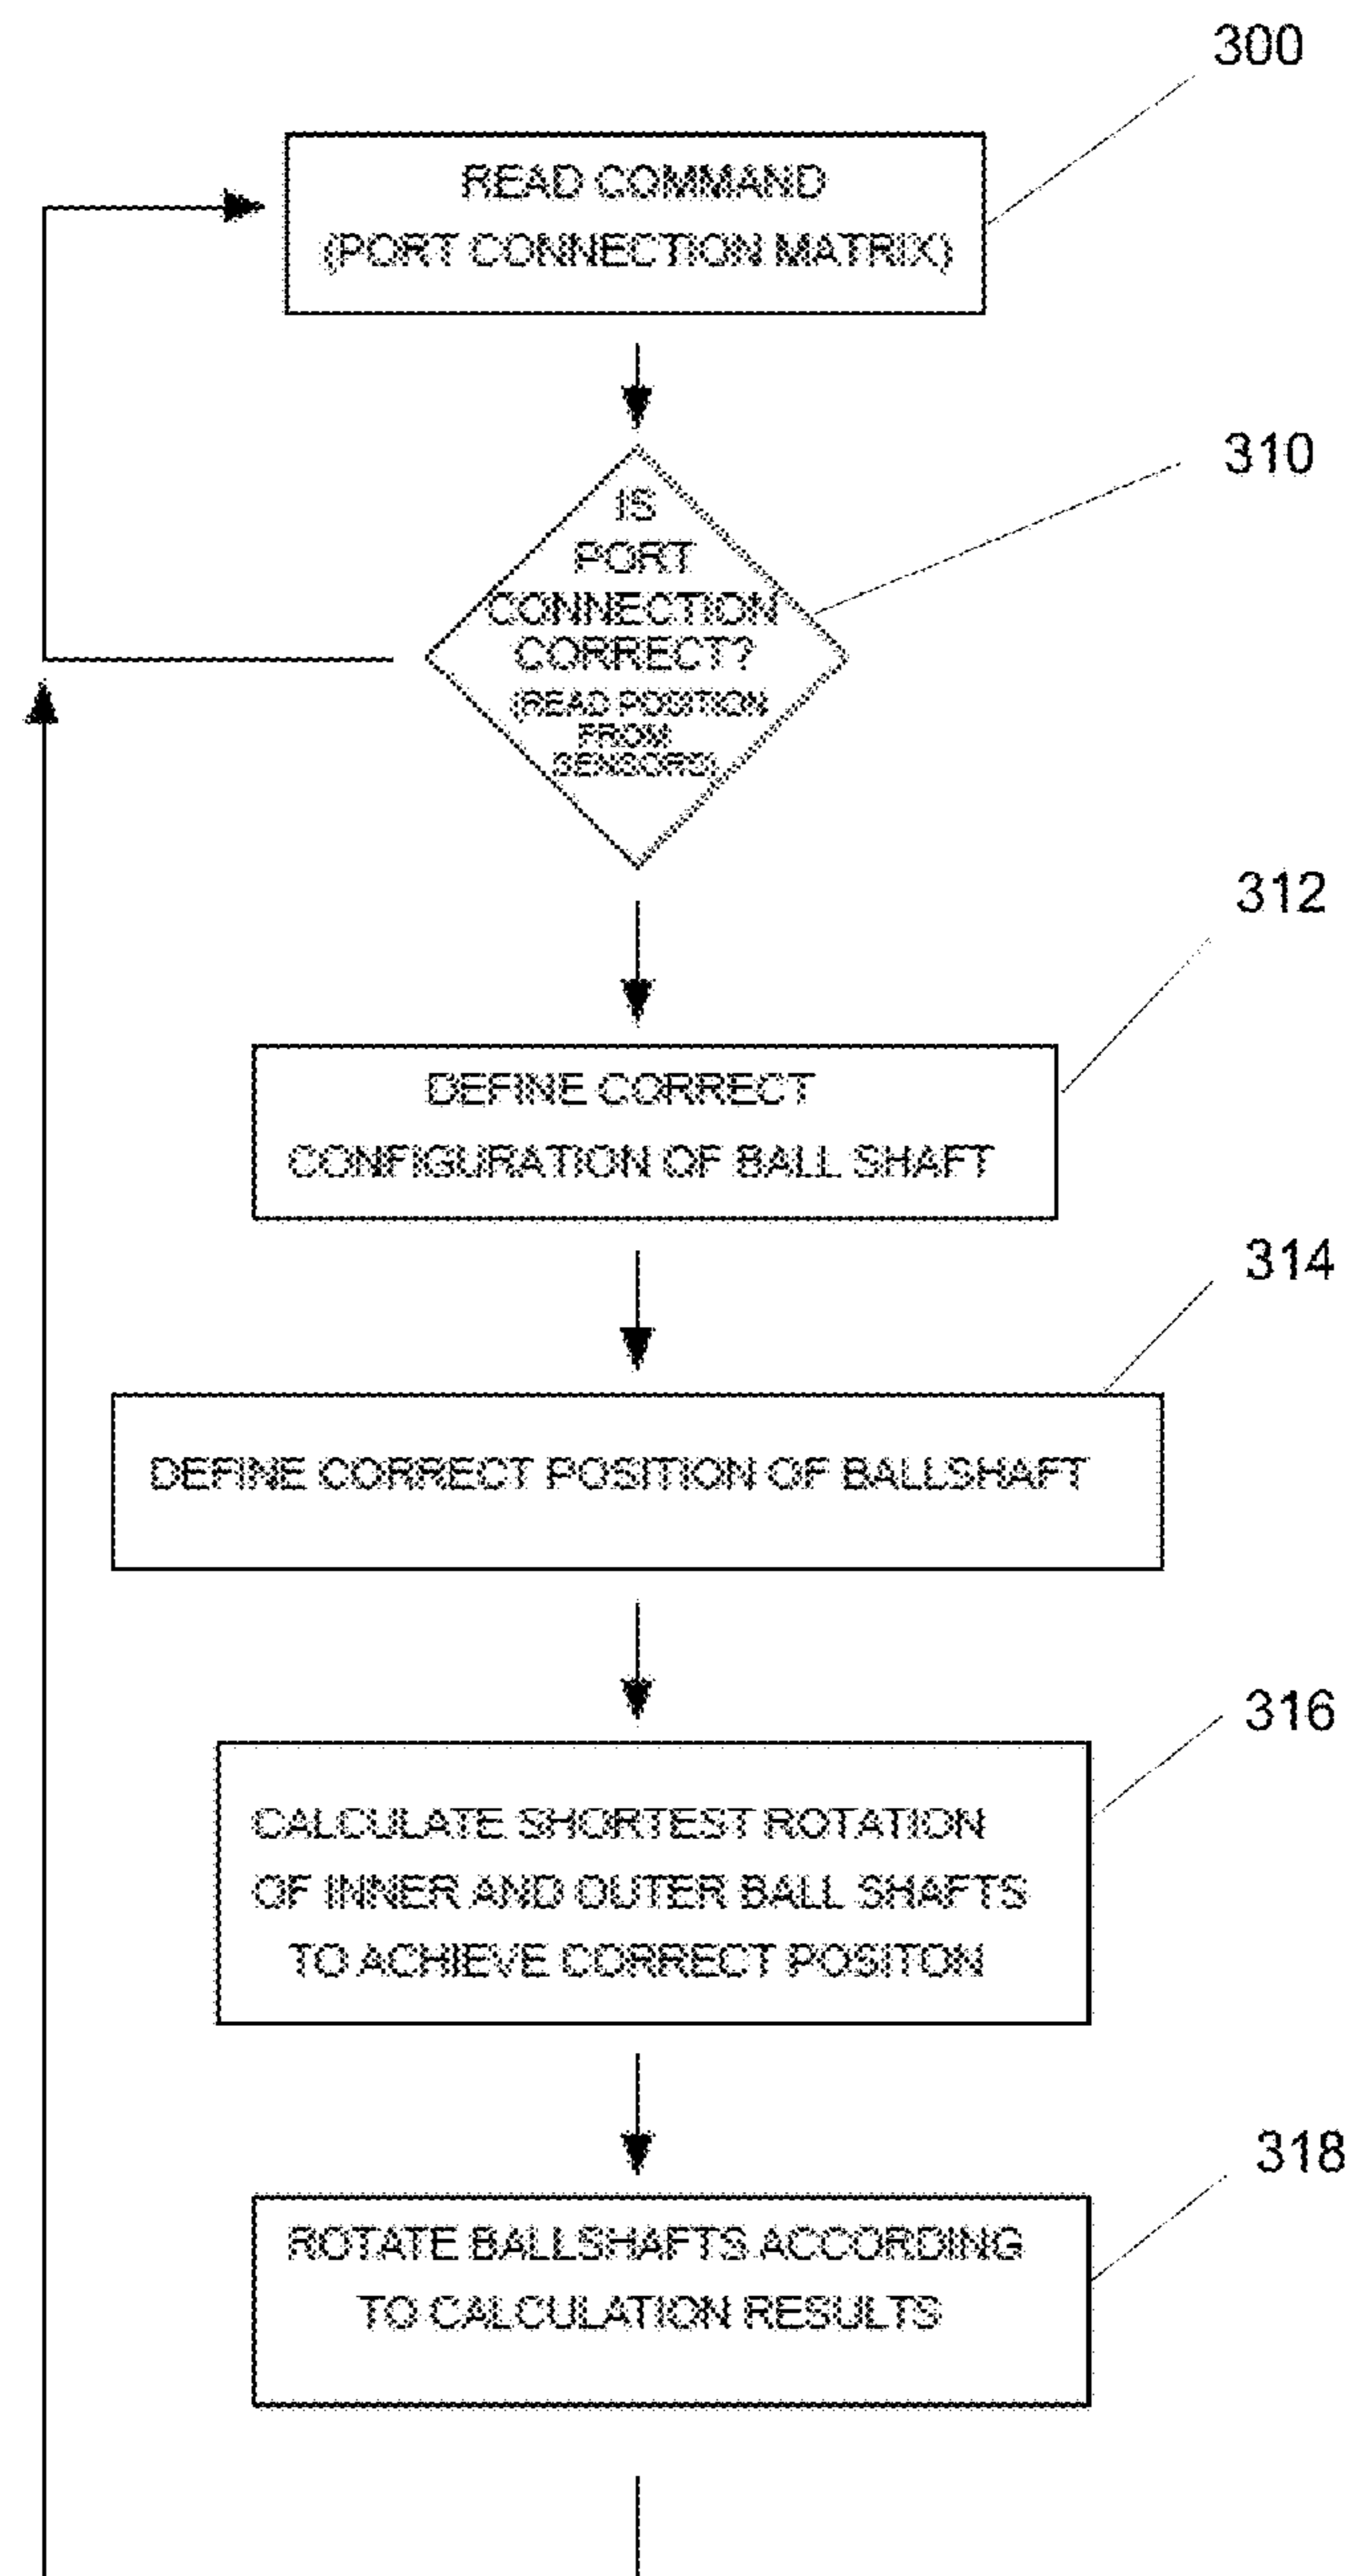 300
READ COMMAND
(PORT CONNECTION MATRIX)
310
IS
PORT
CONNECTION
CORRECT?
(READ POSITION
FROM
SENSORS)
312
DEFINE CORRECT
CONFIGURATION OF BALL SHAFT
314
DEFINE CORRECT POSITION OF BALLSHAFT
316
CALCULATE SHORTEST ROTATION
OF INNER AND OUTER BALL SHAFTS
TO ACHIEVE CORRECT POSITON
318
ROTATE BALLSHAFTS ACCORDING
TO CALCULATION RESULTS